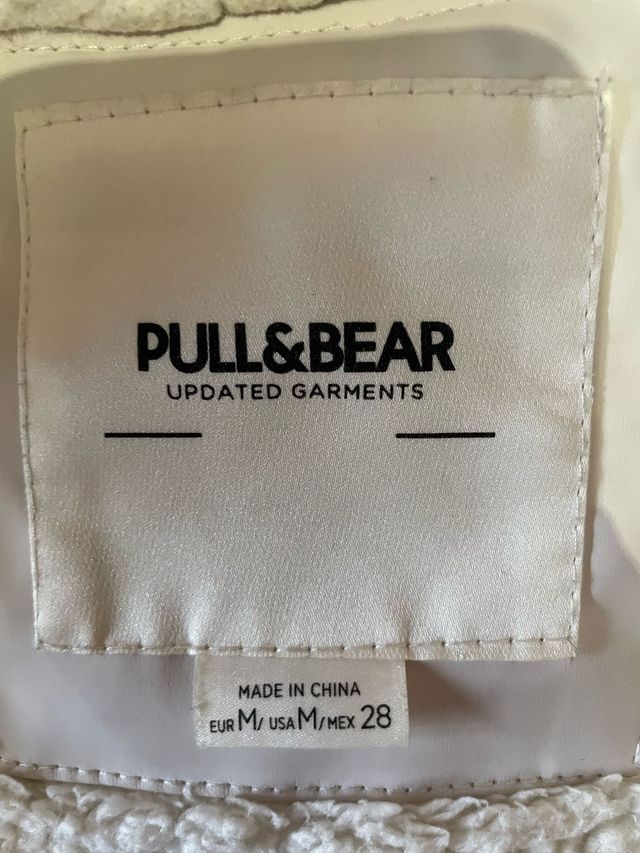 PULL&BEAR
UPDATED GARMENTS
MADE IN CHINA
EUR M/ USA M/ MEX 28